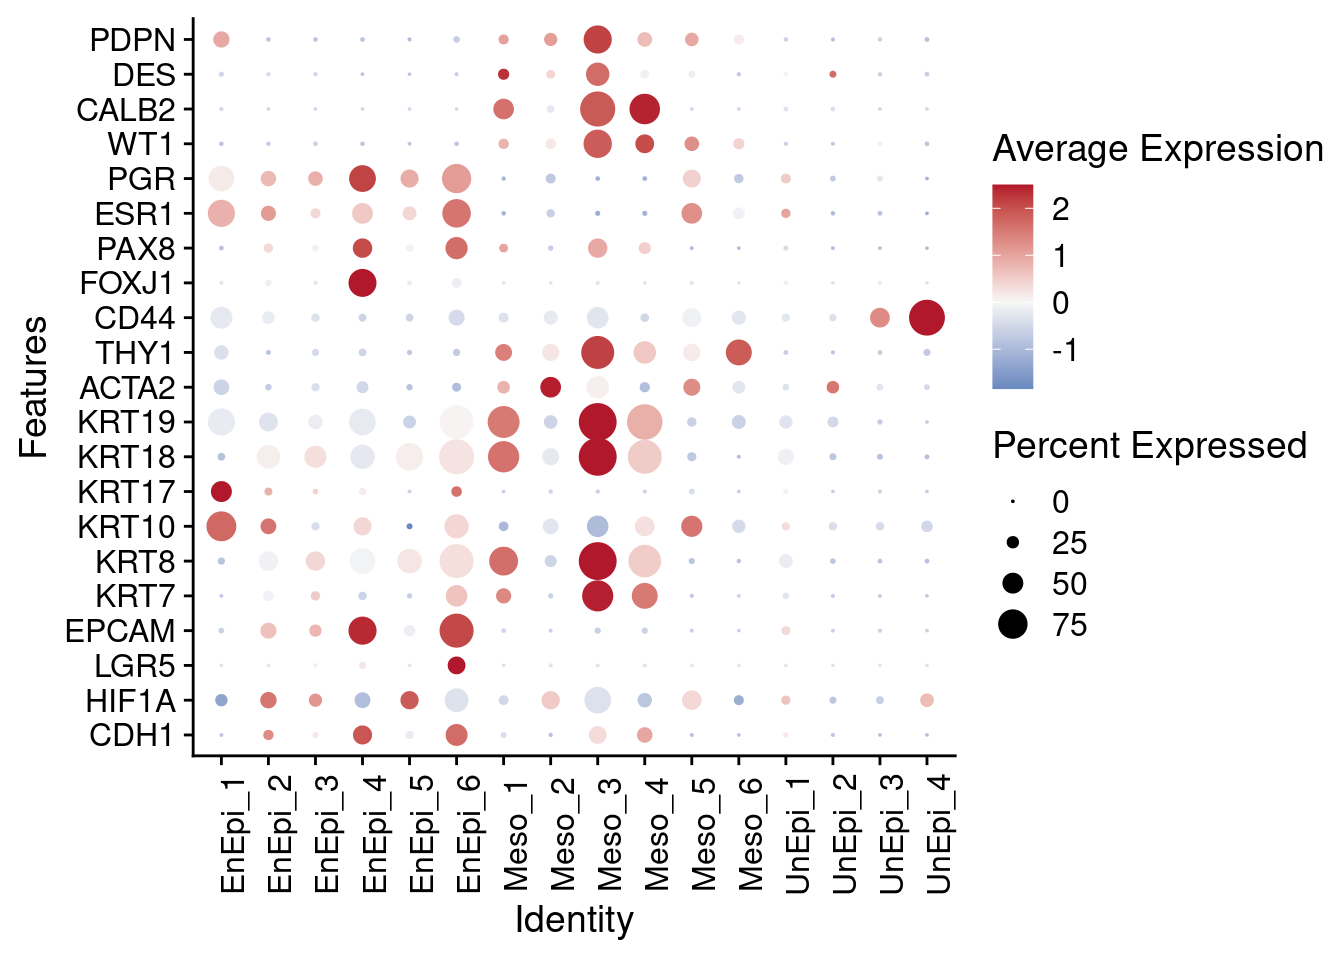 PDPN
DES
CALB2
WT1
PGR
ESR1
PAX8
FOXJ1
CD44
THY1
ACTA2
KRT19
KRT18
KRT17
KRT10
KRT8
KRT7
EPCAM
LGR5
HIF1A
CDH1
Features
EnEpi_1
EnEpi_2
EnEpi_3
EnEpi_4
EnEpi_5
EnEpi_6
Meso_1
Meso_2
Meso_3
Meso_4
Meso_5
Meso_6
UnEpi_1
UnEpi_2
UnEpi_3
UnEpi_4
Identity
Average Expression
2
1
0
-1
Percent Expressed
0
25
50
75